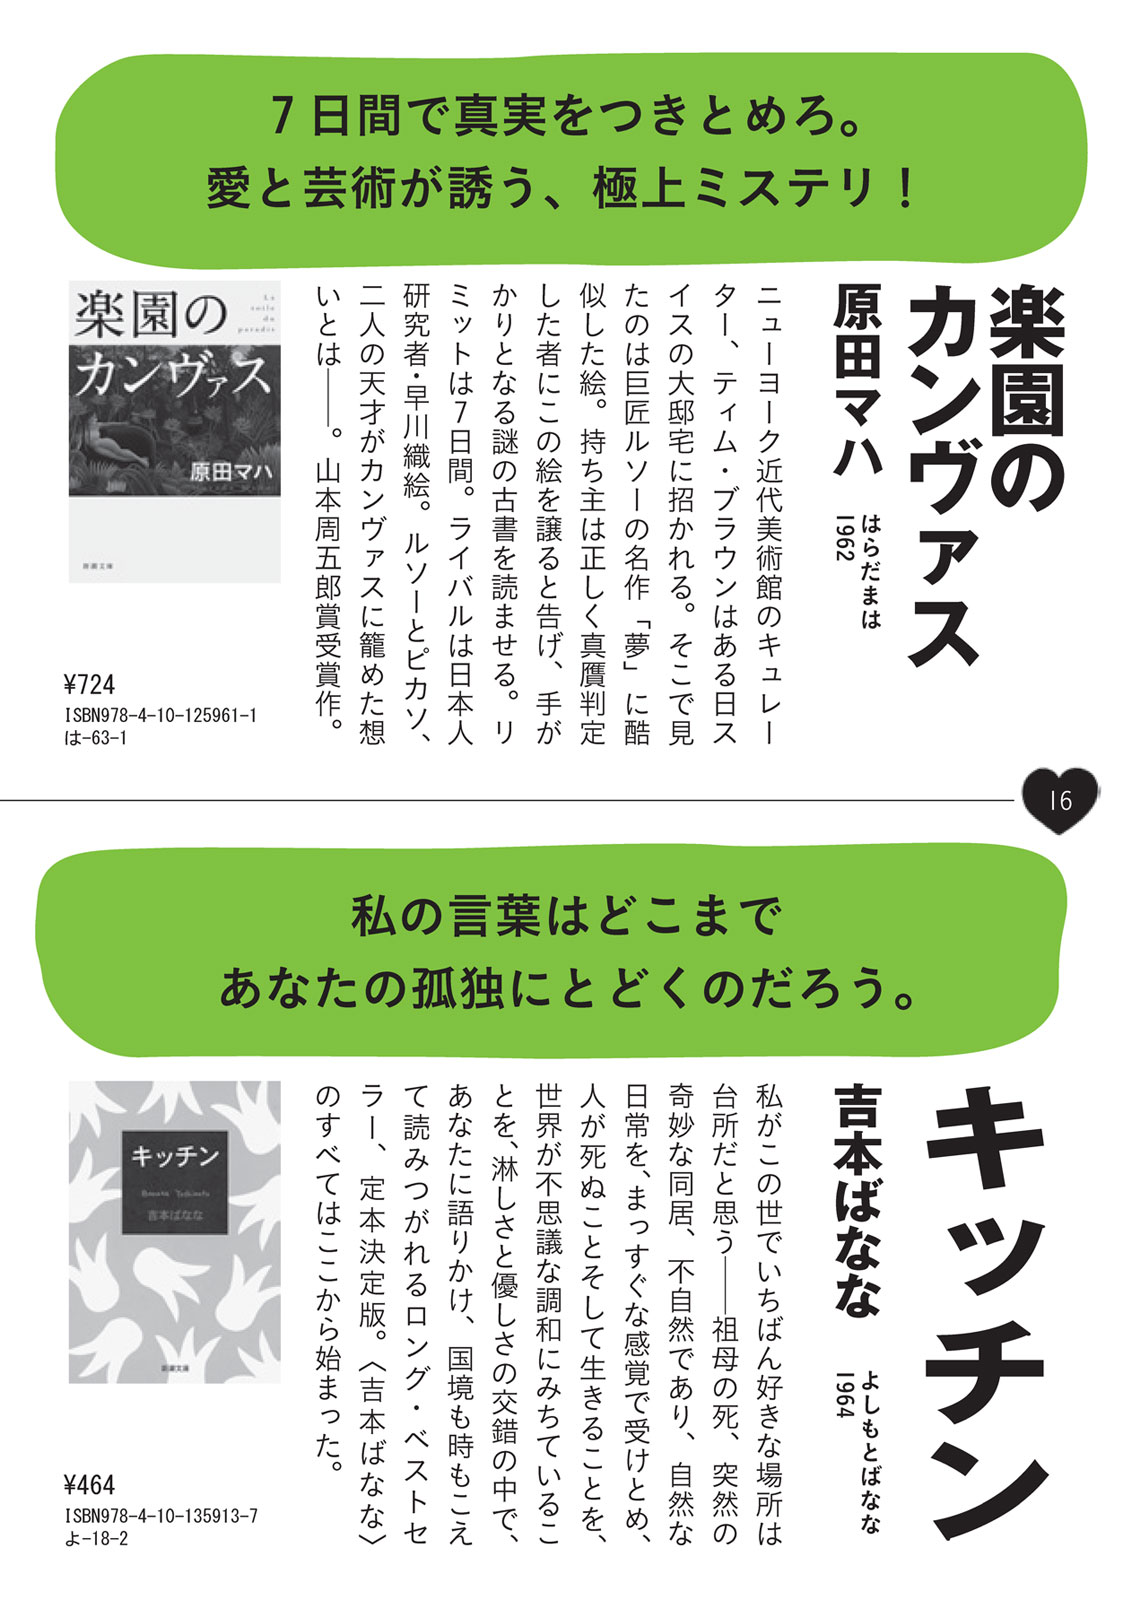 7日間で真実をつきとめろ。
愛と芸術が誘う、極上ミステリ！
楽園の
カンヴァス
原田マハ
はらだまは
1962
ニューヨーク近代美術館のキュレー
ター、ティム・ブラウンはある日ス
イスの大邸宅に招かれる。そこで見
たのは巨匠ルソーの名作「夢」に酷
似した絵。持ち主は正しく真贋判定
した者にこの絵を譲ると告げ、手が
かりとなる謎の古書を読ませる。リ
ミットは7日間。ライバルは日本人
研究者・早川織絵。ルソーとピカソ、
二人の天才がカンヴァスに籠めた想
いとは――。山本周五郎賞受賞作。
楽園の
La
toile
du
paradis
カンヴァス
原田マハ
新潮文庫
¥724
ISBN978-4-10-125961-1
は-63-1
16
私の言葉はどこまで
あなたの孤独にとどくのだろう。
キッチン
吉本ばなな
よしもとばなな
1964
私がこの世でいちばん好きな場所は
台所だと思う――祖母の死、突然の
奇妙な同居、不自然であり、自然な
日常を、まっすぐな感覚で受けとめ、
人が死ぬことそして生きることを、
世界が不思議な調和にみちているこ
とを、淋しさと優しさの交錯の中で、
あなたに語りかけ、国境も時もこえ
て読みつがれるロング・ベストセ
ラー、定本決定版。〈吉本ばなな〉
のすべてはここから始まった。
キッチン
Banana Yoshimoto
吉本ばなな
新潮文庫
¥464
ISBN978-4-10-135913-7
よ-18-2